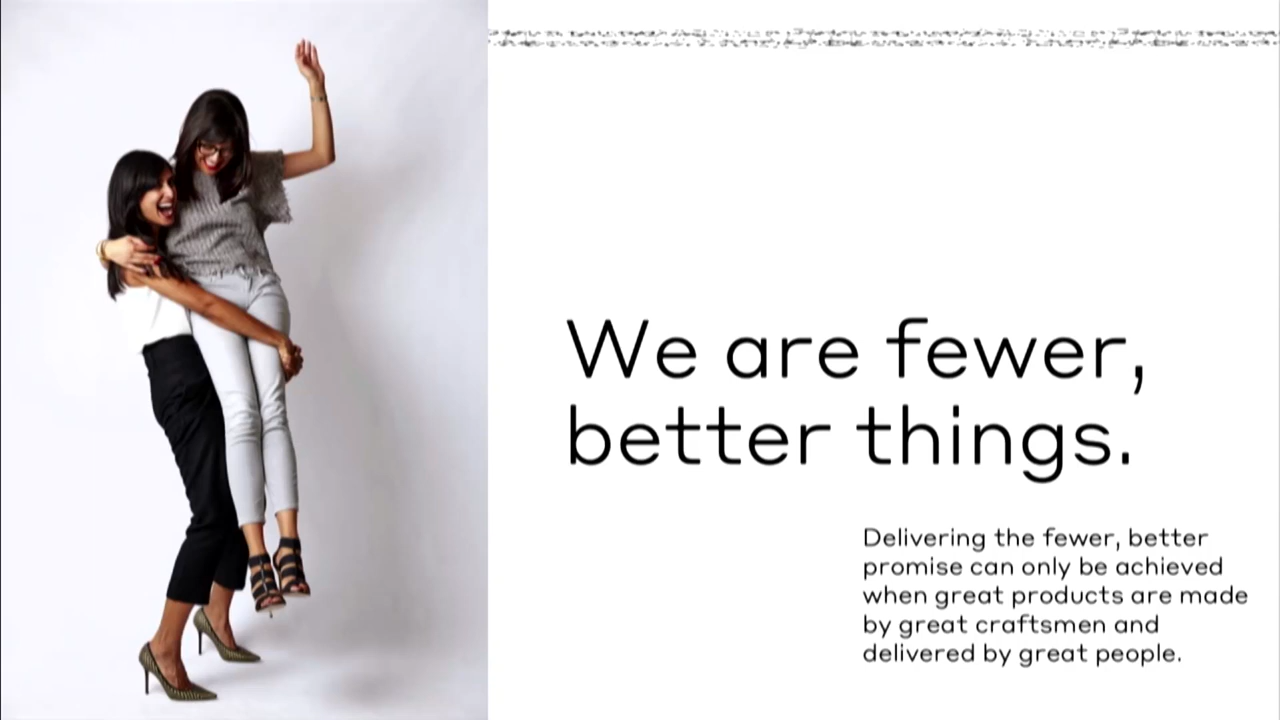 We are fewer,
better things.
Delivering the fewer, better
promise can only be achieved
when great products are made
by great craftsmen and
delivered by great people.